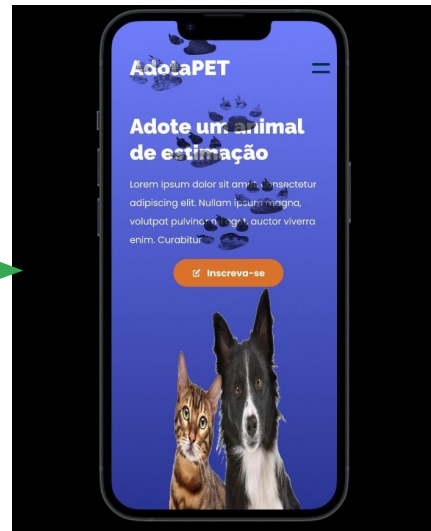 AdotaPET
Adote um animal
de estimação
Lorem ipsum dolor sit amet, consectetur
adipiscing elit. Nullam ipsum magna,
volutpat pulvinar eget, auctor viverra
enim. Curabitur
Inscreva-se